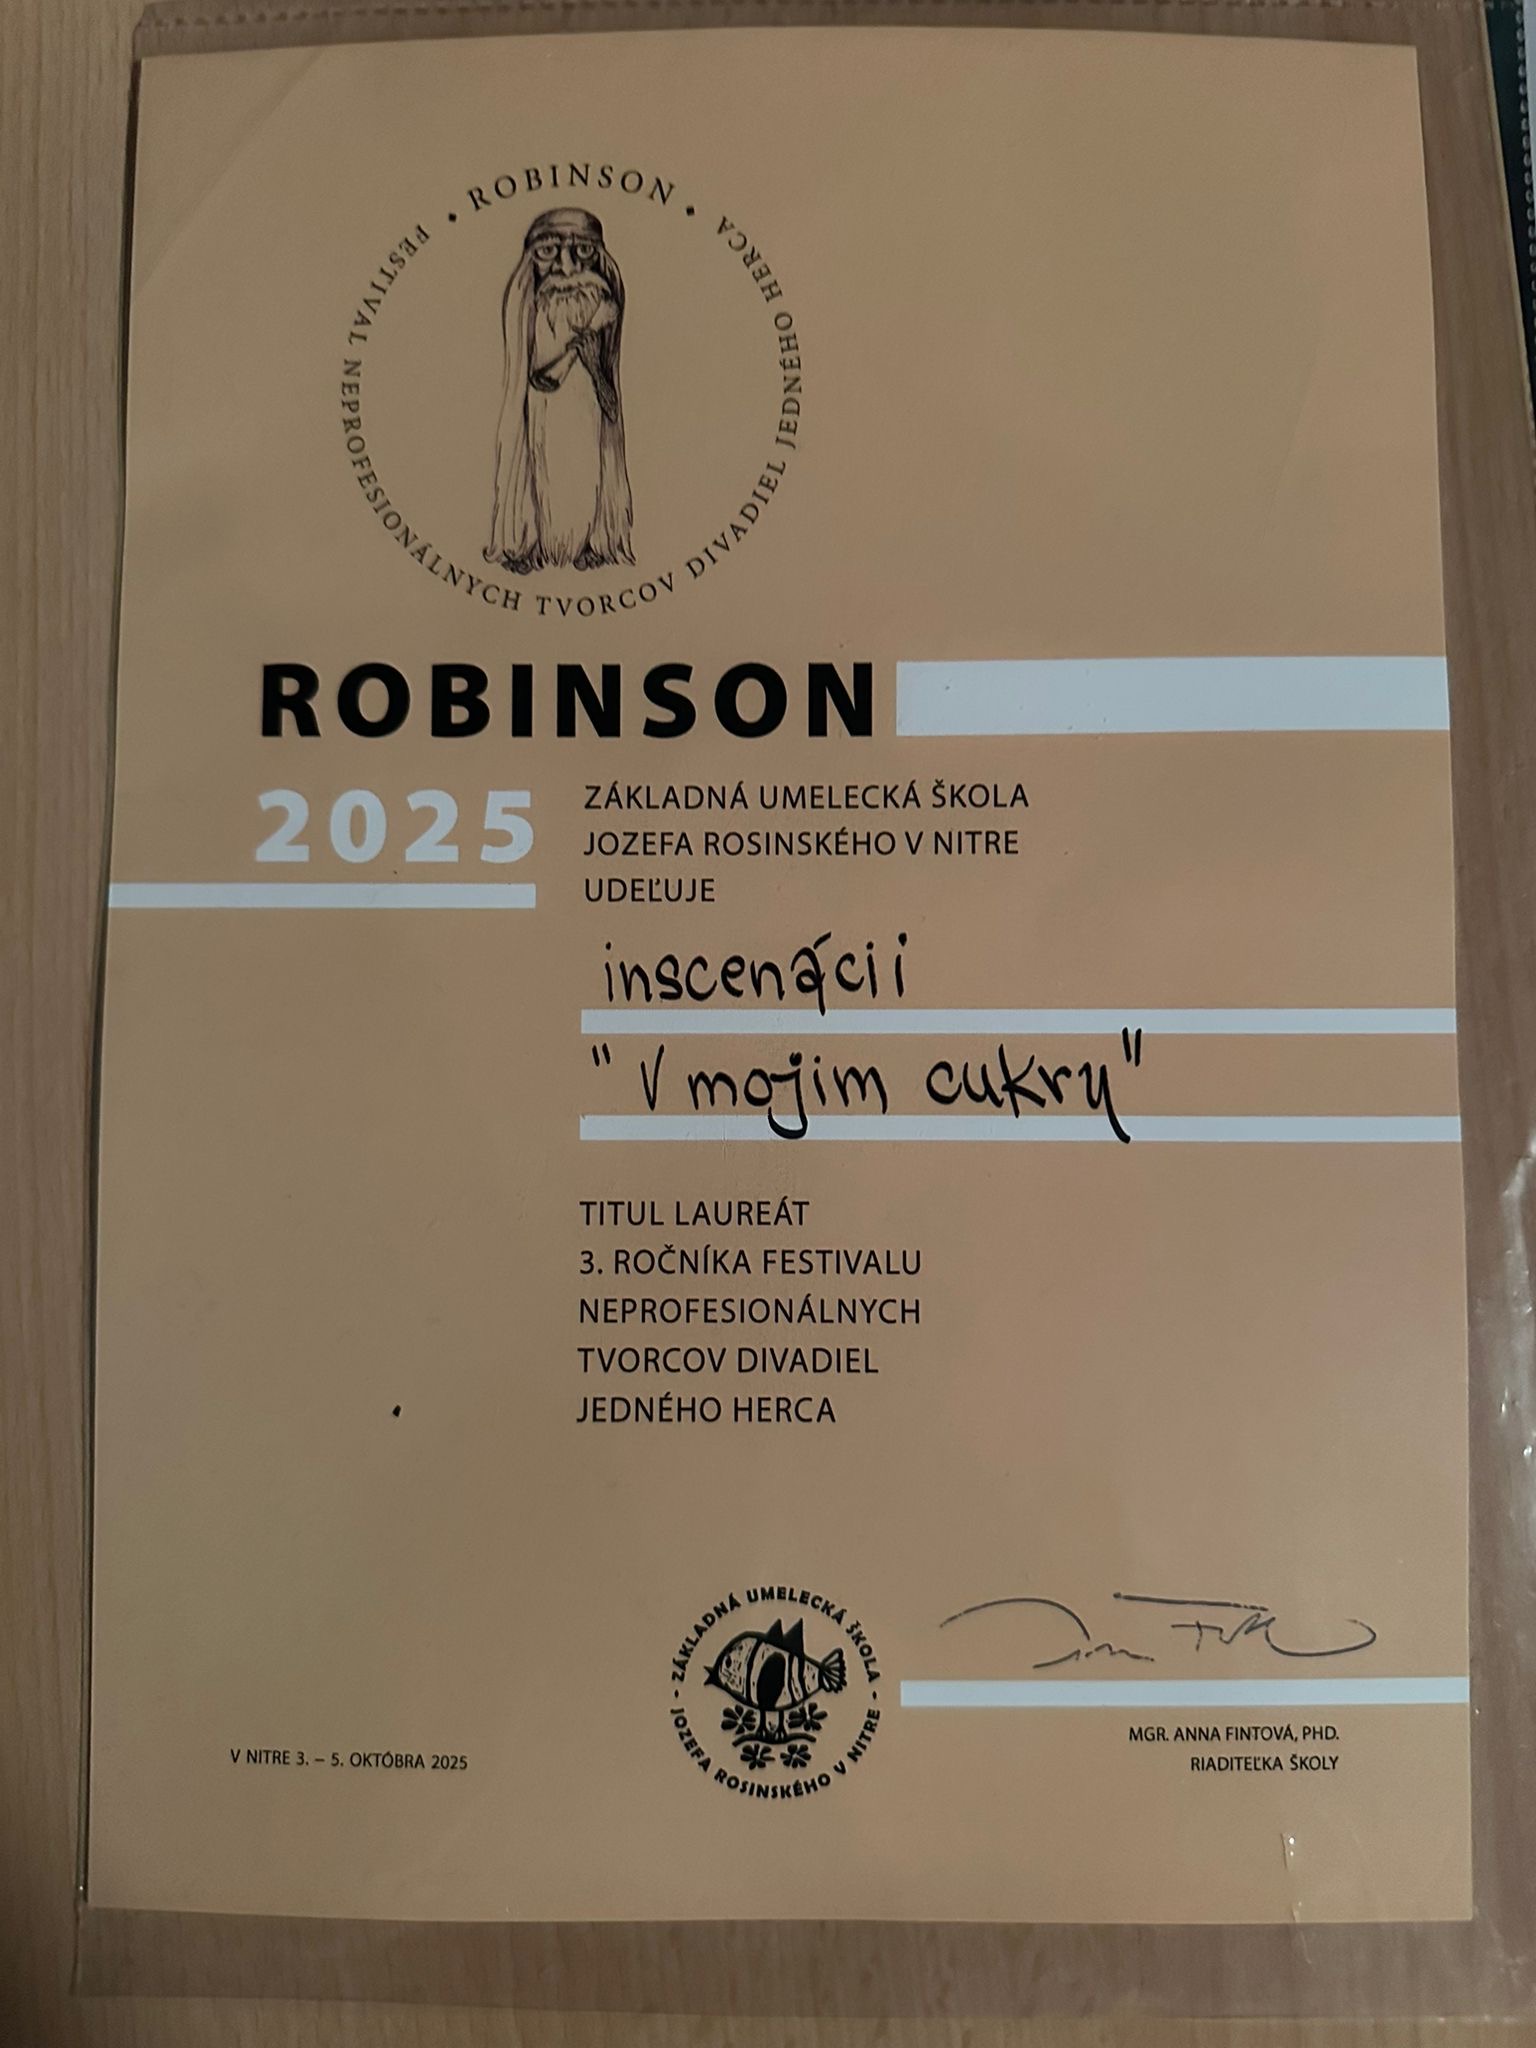 • ROBINSON •
FESTIVAL NEPROFESIONÁLNYCH TVORCOV DIVADIEL JEDNÉHO HERCA
ROBINSON
2025
ZÁKLADNÁ UMELECKÁ ŠKOLA
JOZEFA ROSINSKÉHO V NITRE
UDEĽUJE
inscenácii
"V mojim cukry"
TITUL LAUREÁT
3. ROČNÍKA FESTIVALU
NEPROFESIONÁLNYCH
TVORCOV DIVADIEL
JEDNÉHO HERCA
- ZÁKLADNÁ UMELECKÁ ŠKOLA -
JOZEFA ROSINSKÉHO V NITRE
MGR. ANNA FINTOVÁ, PHD.
RIADITEĽKA ŠKOLY
V NITRE 3. – 5. OKTÓBRA 2025